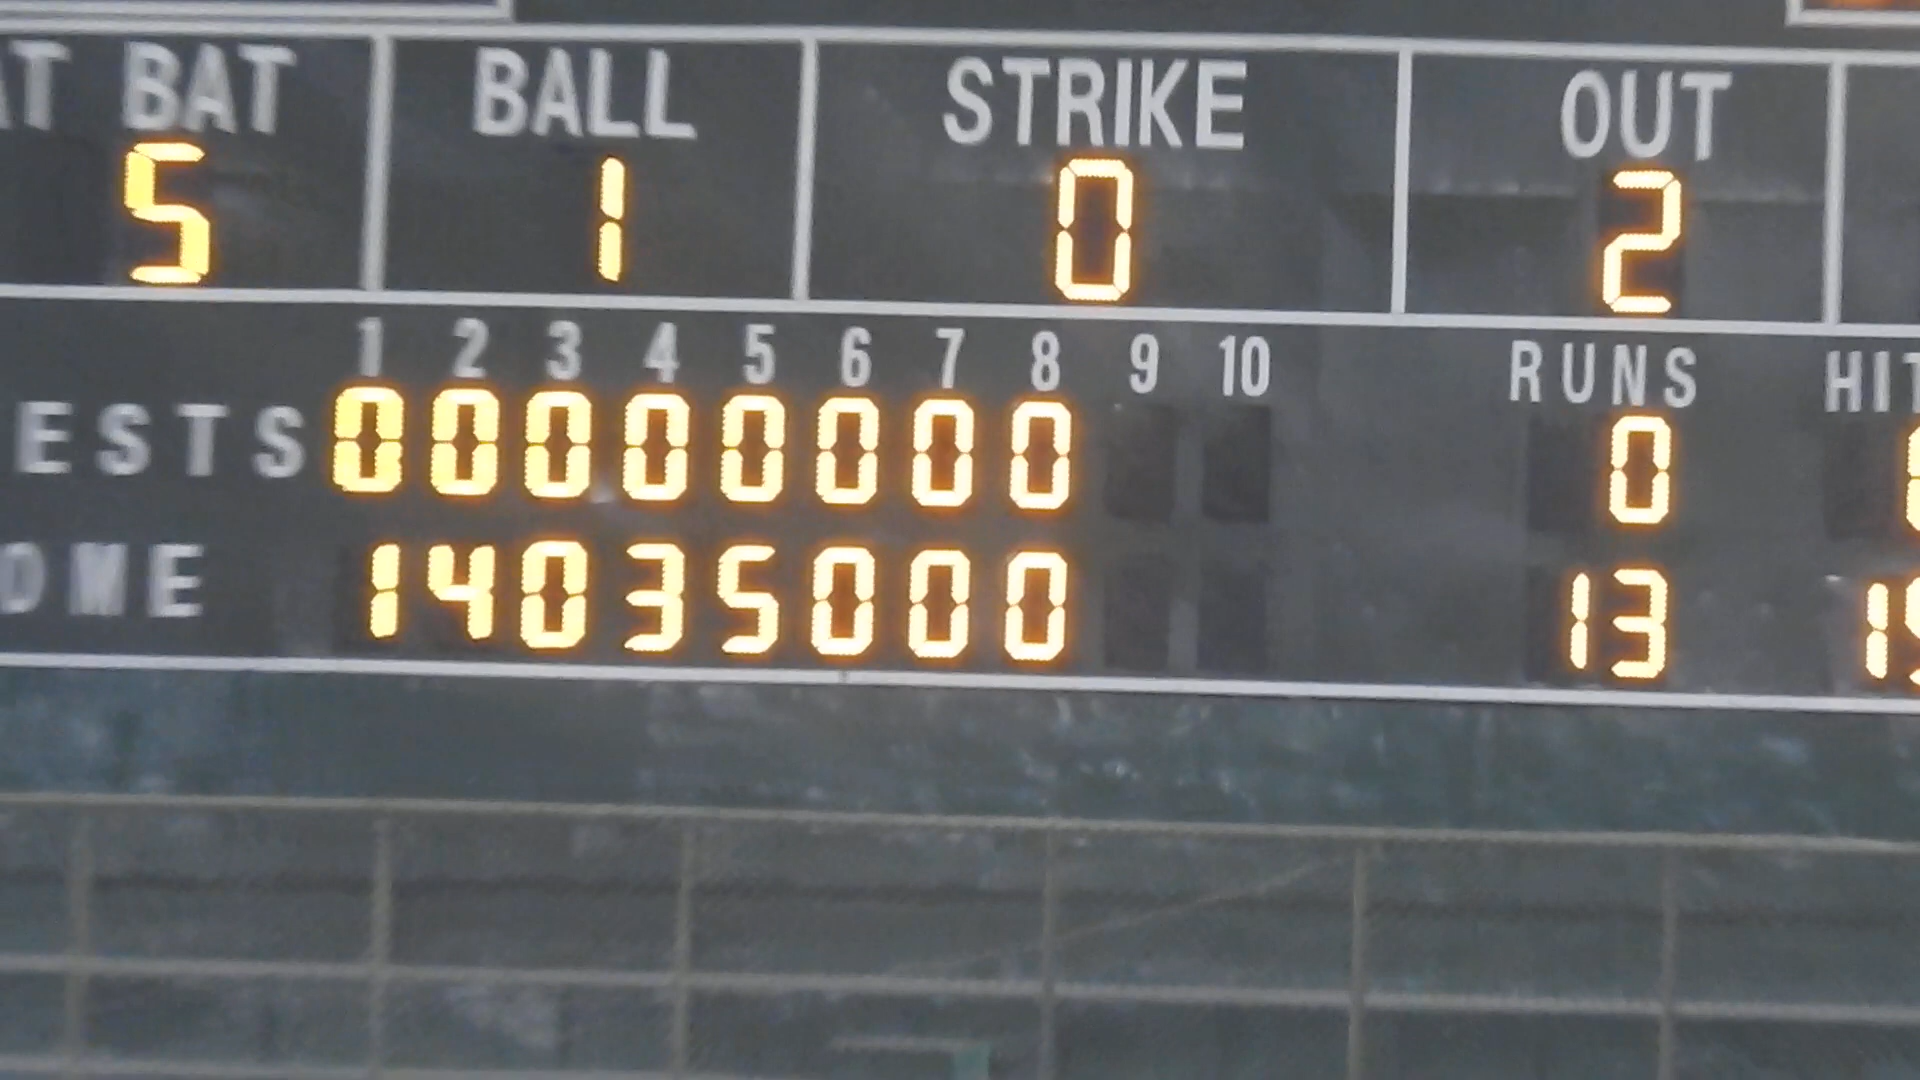 AT BAT BALL STRIKE OUT
5 1 0 2
1 2 3 4 5 6 7 8 9 10 RUNS HIT
ESTS 0 0 0 0 0 0 0 0 0
OME 1 4 0 3 5 0 0 0 13